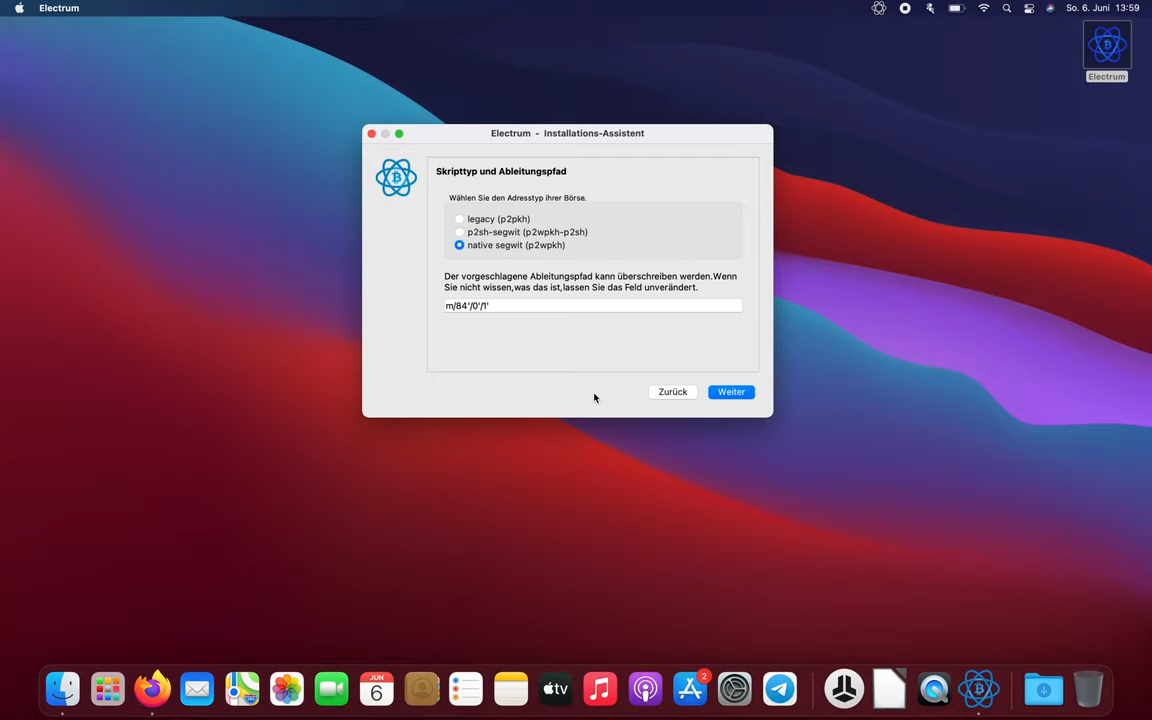 Electrum
So. 6. Juni 13:59
Electrum
Electrum - Installations-Assistent
Skripttyp und Ableitungspfad
Wählen Sie den Adresstyp ihrer Börse.
legacy (p2pkh)
p2sh-segwit (p2wpkh-p2sh)
native segwit (p2wpkh)
Der vorgeschlagene Ableitungspfad kann überschreiben werden.Wenn
Sie nicht wissen,was das ist,lassen Sie das Feld unverändert.
m/84'/0'/1'
Zurück
Weiter
JUN
6
tv
2